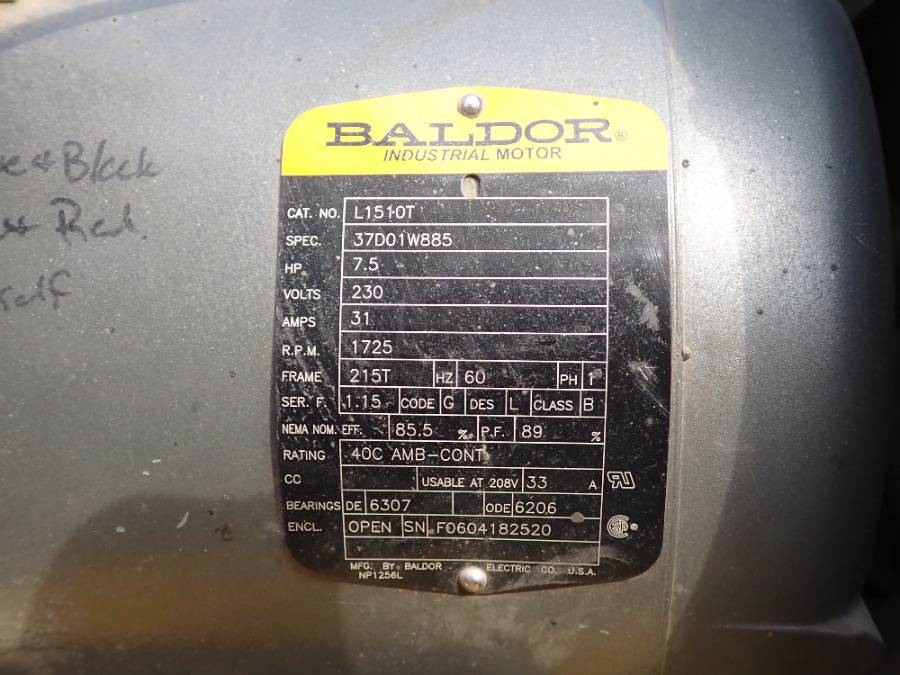 Black
Red
BALDOR®
INDUSTRIAL MOTOR
CAT. NO. L1510T
SPEC. 37D01W885
HP 7.5
VOLTS 230
AMPS 31
R.P.M. 1725
FRAME 215T HZ 60 PH 1
SER. F. 1.15 CODE G DES L CLASS B
NEMA NOM. EFF. 85.5 % P.F. 89 %
RATING 40C AMB-CONT
CC USABLE AT 208V 33 A
BEARINGS DE 6307 ODE 6206
ENCL. OPEN SN F0604182520
MFG. BY BALDOR ELECTRIC CO. U.S.A.
NP1256L